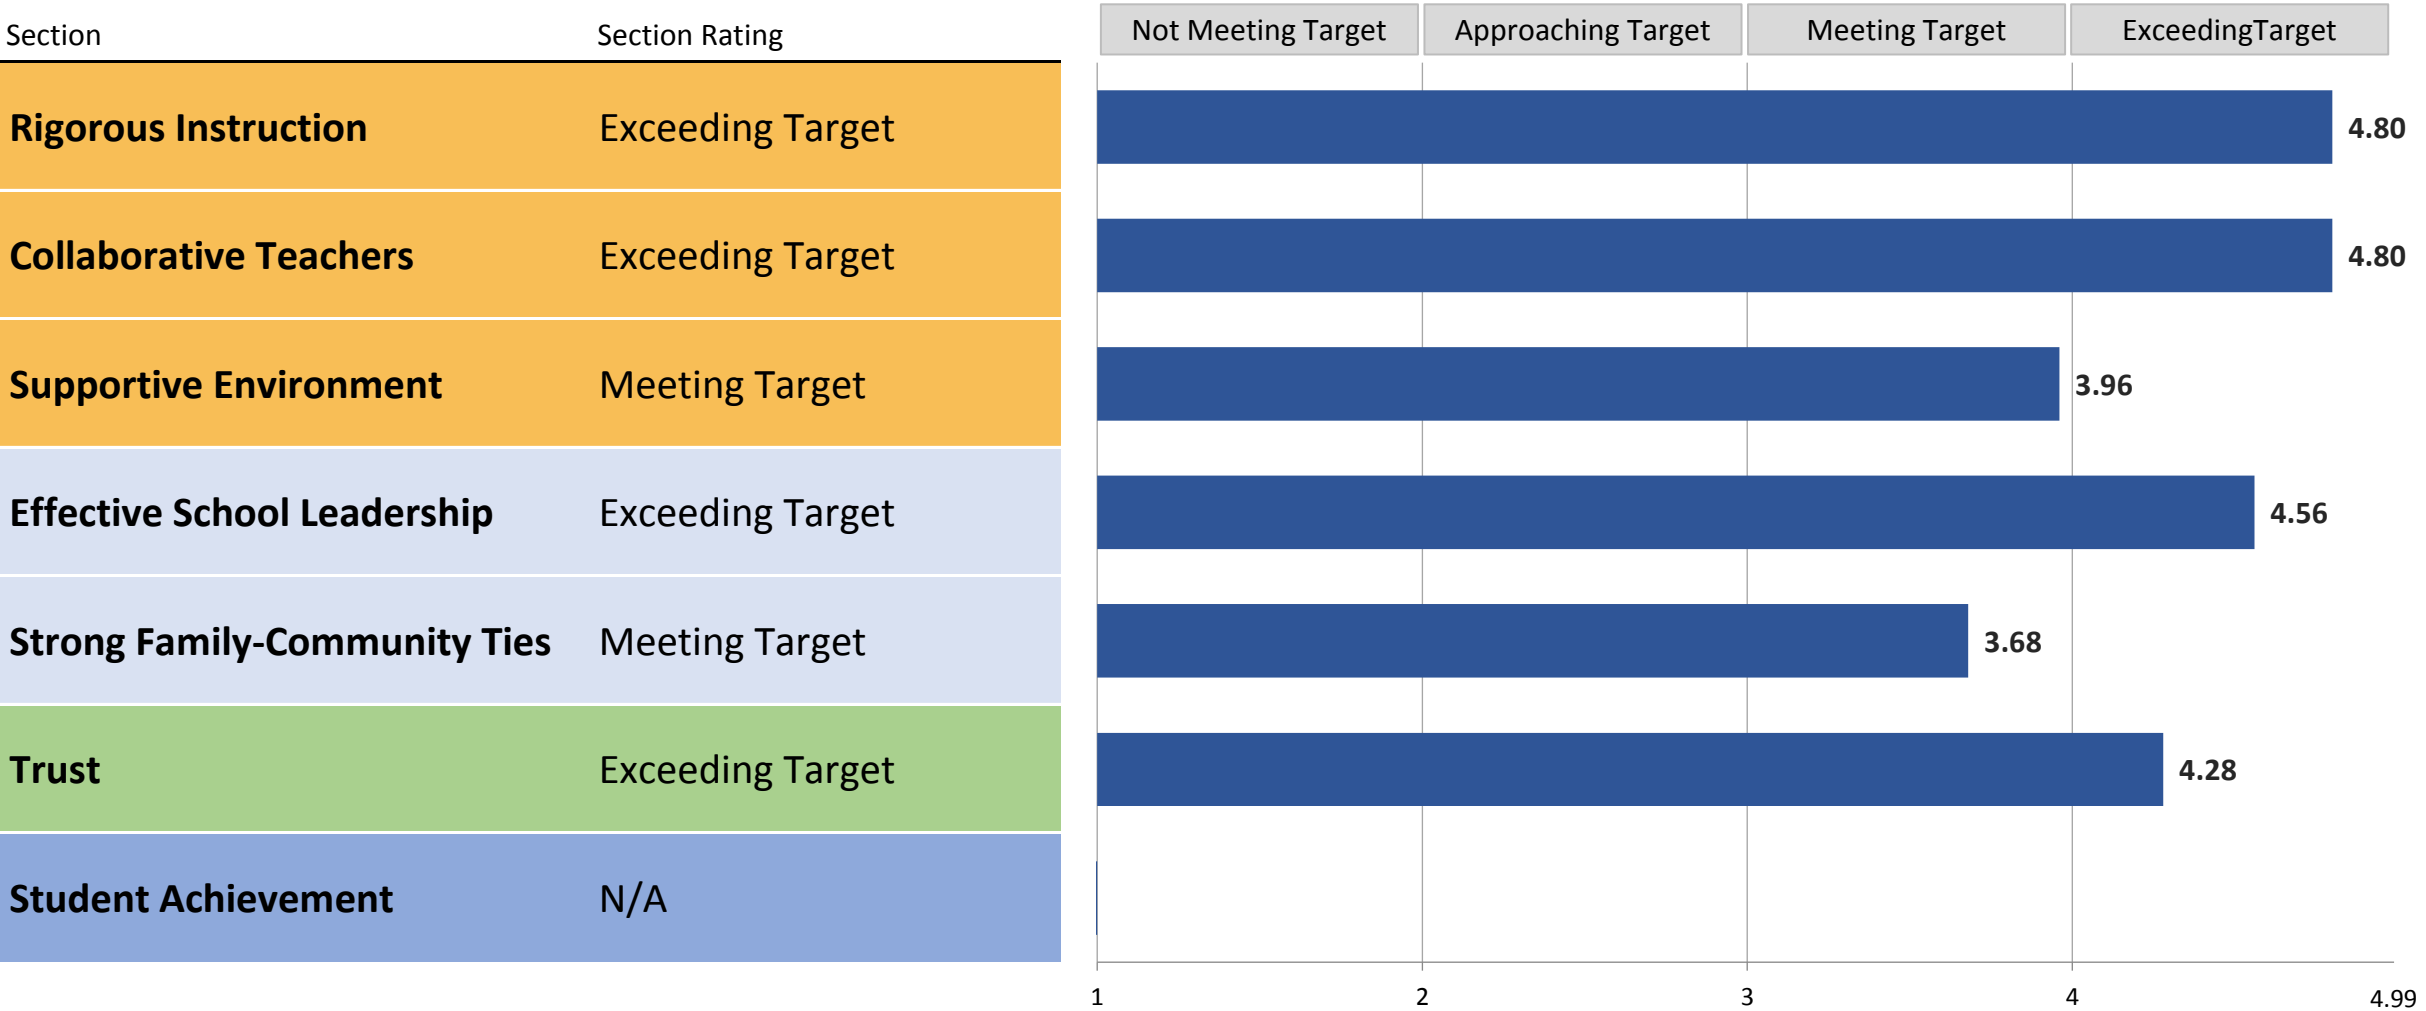 Section Section Rating Not Meeting Target Approaching Target Meeting Target ExceedingTarget
Rigorous Instruction Exceeding Target 4.80
Collaborative Teachers Exceeding Target 4.80
Supportive Environment Meeting Target 3.96
Effective School Leadership Exceeding Target 4.56
Strong Family-Community Ties Meeting Target 3.68
Trust Exceeding Target 4.28
Student Achievement N/A
1 2 3 4 4.99